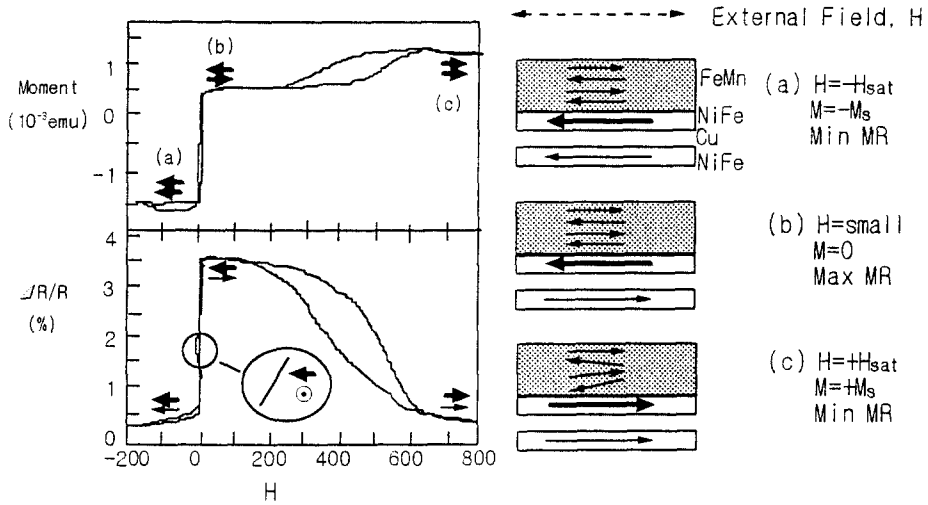 External Field, H
(b)
1
Moment
(10⁻³emu)
0
(c)
(a)
-1
4
3
⊿R/R
(%)
2
1
0
-200
0
200
400
600
800
H
FeMn
NiFe
Cu
NiFe
(a) H=-Hsat
M=-Ms
Min MR
(b) H=small
M=0
Max MR
(c) H=+Hsat
M=+Ms
Min MR